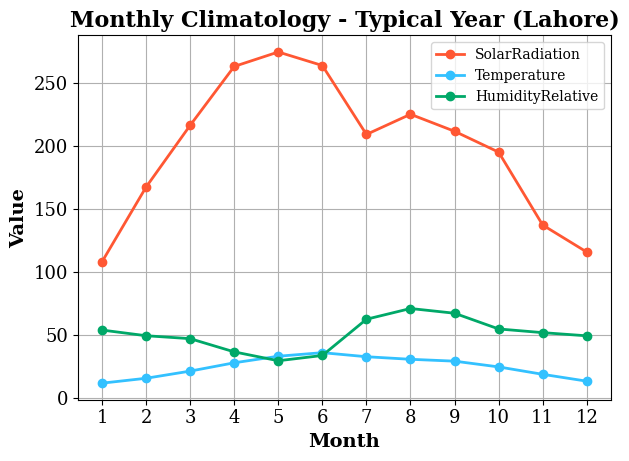 Monthly Climatology - Typical Year (Lahore)
SolarRadiation
Temperature
HumidityRelative
Value
250
200
150
100
50
0
1 2 3 4 5 6 7 8 9 10 11 12
Month